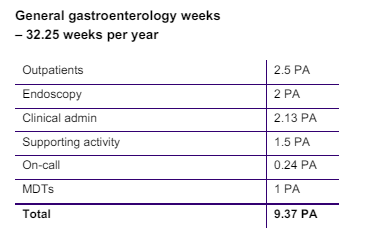 General gastroenterology weeks
– 32.25 weeks per year
Outpatients 2.5 PA
Endoscopy 2 PA
Clinical admin 2.13 PA
Supporting activity 1.5 PA
On-call 0.24 PA
MDTs 1 PA
Total 9.37 PA